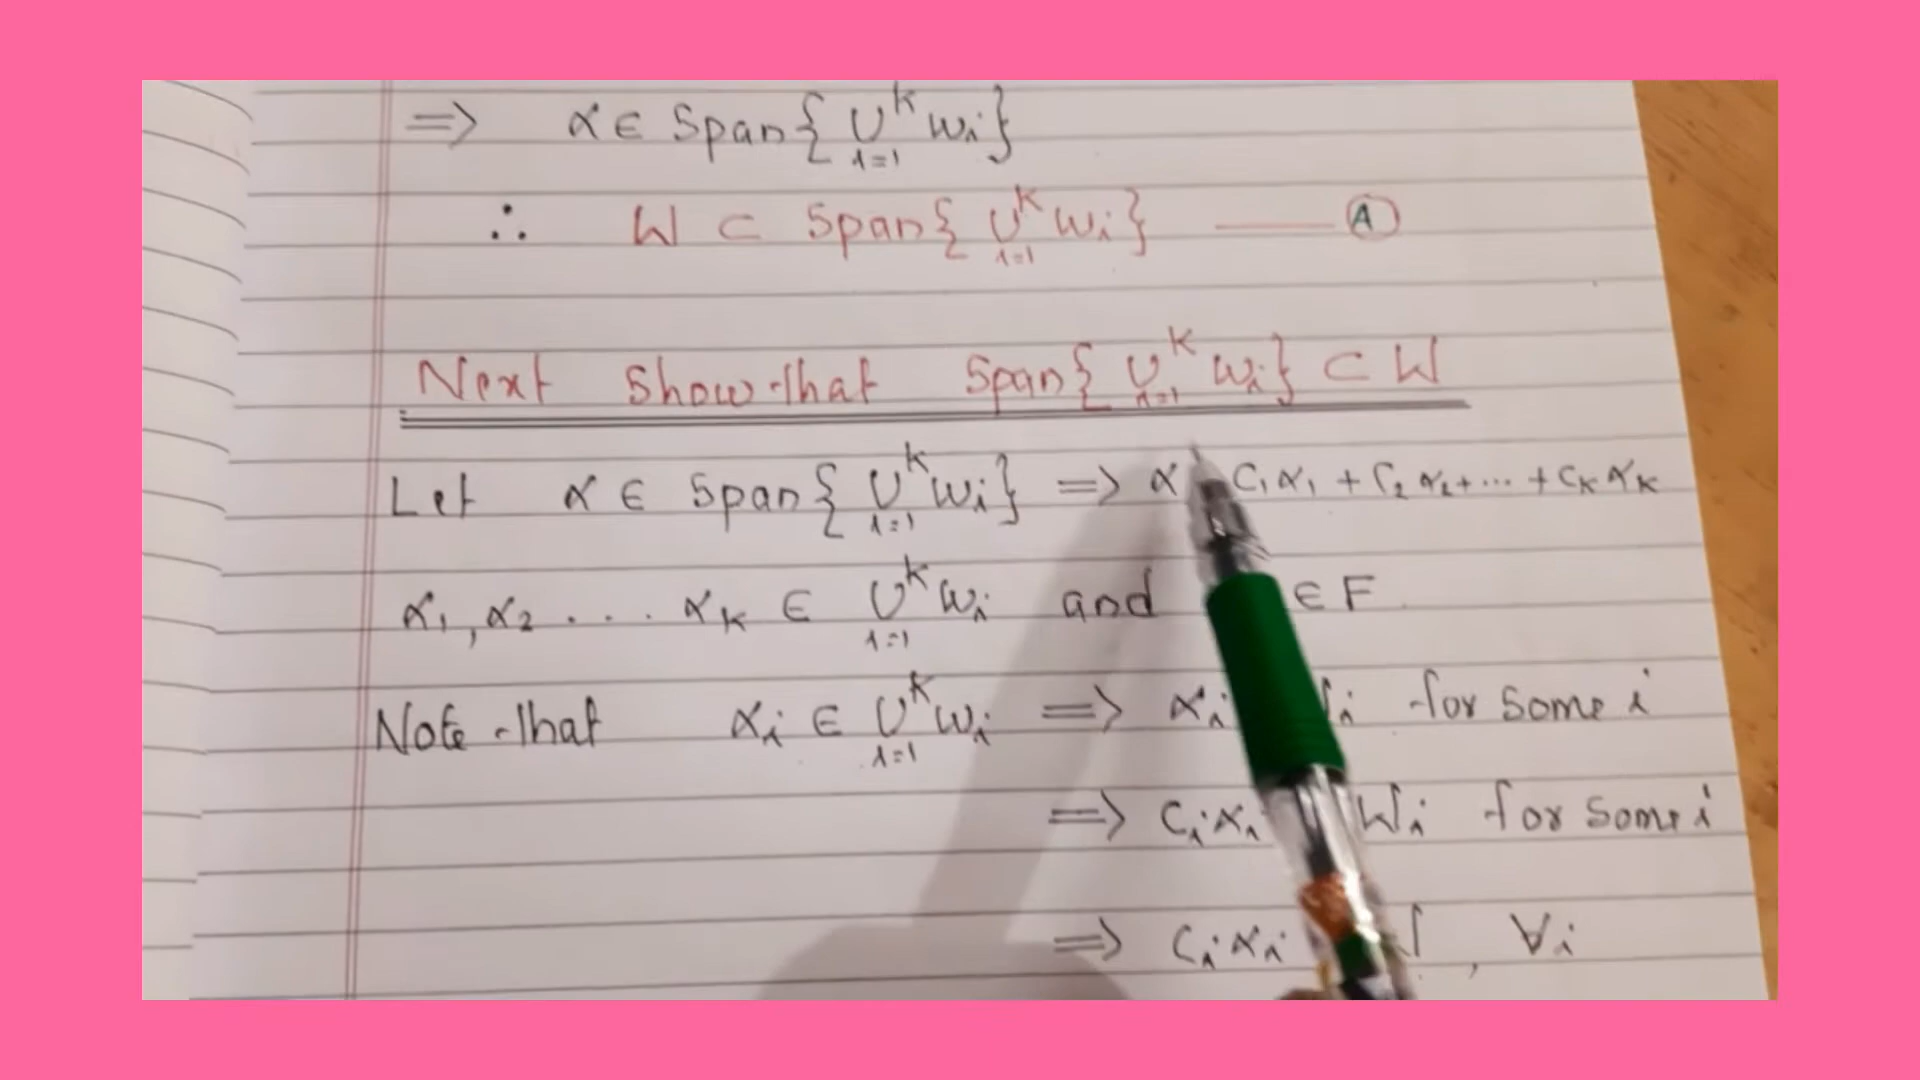 => α ∈ Span{ ∪ᵏᵢ₌₁ Wᵢ}
∴ W ⊂ Span{ ∪ᵏᵢ₌₁ Wᵢ} —— Ⓐ
Next Show that Span{ ∪ᵏᵢ₌₁ Wᵢ} ⊂ W
Let α ∈ Span{ ∪ᵏᵢ₌₁ Wᵢ} => α C₁α₁ + C₂α₂+ ... + Cₖαₖ
α₁, α₂ .... αₖ ∈ ∪ᵏᵢ₌₁ Wᵢ and ∈ F.
Note that αᵢ ∈ ∪ᵏᵢ₌₁ Wᵢ => αᵢ for some i
=> Cᵢαᵢ Wᵢ for some i
=> Cᵢαᵢ , ∀i